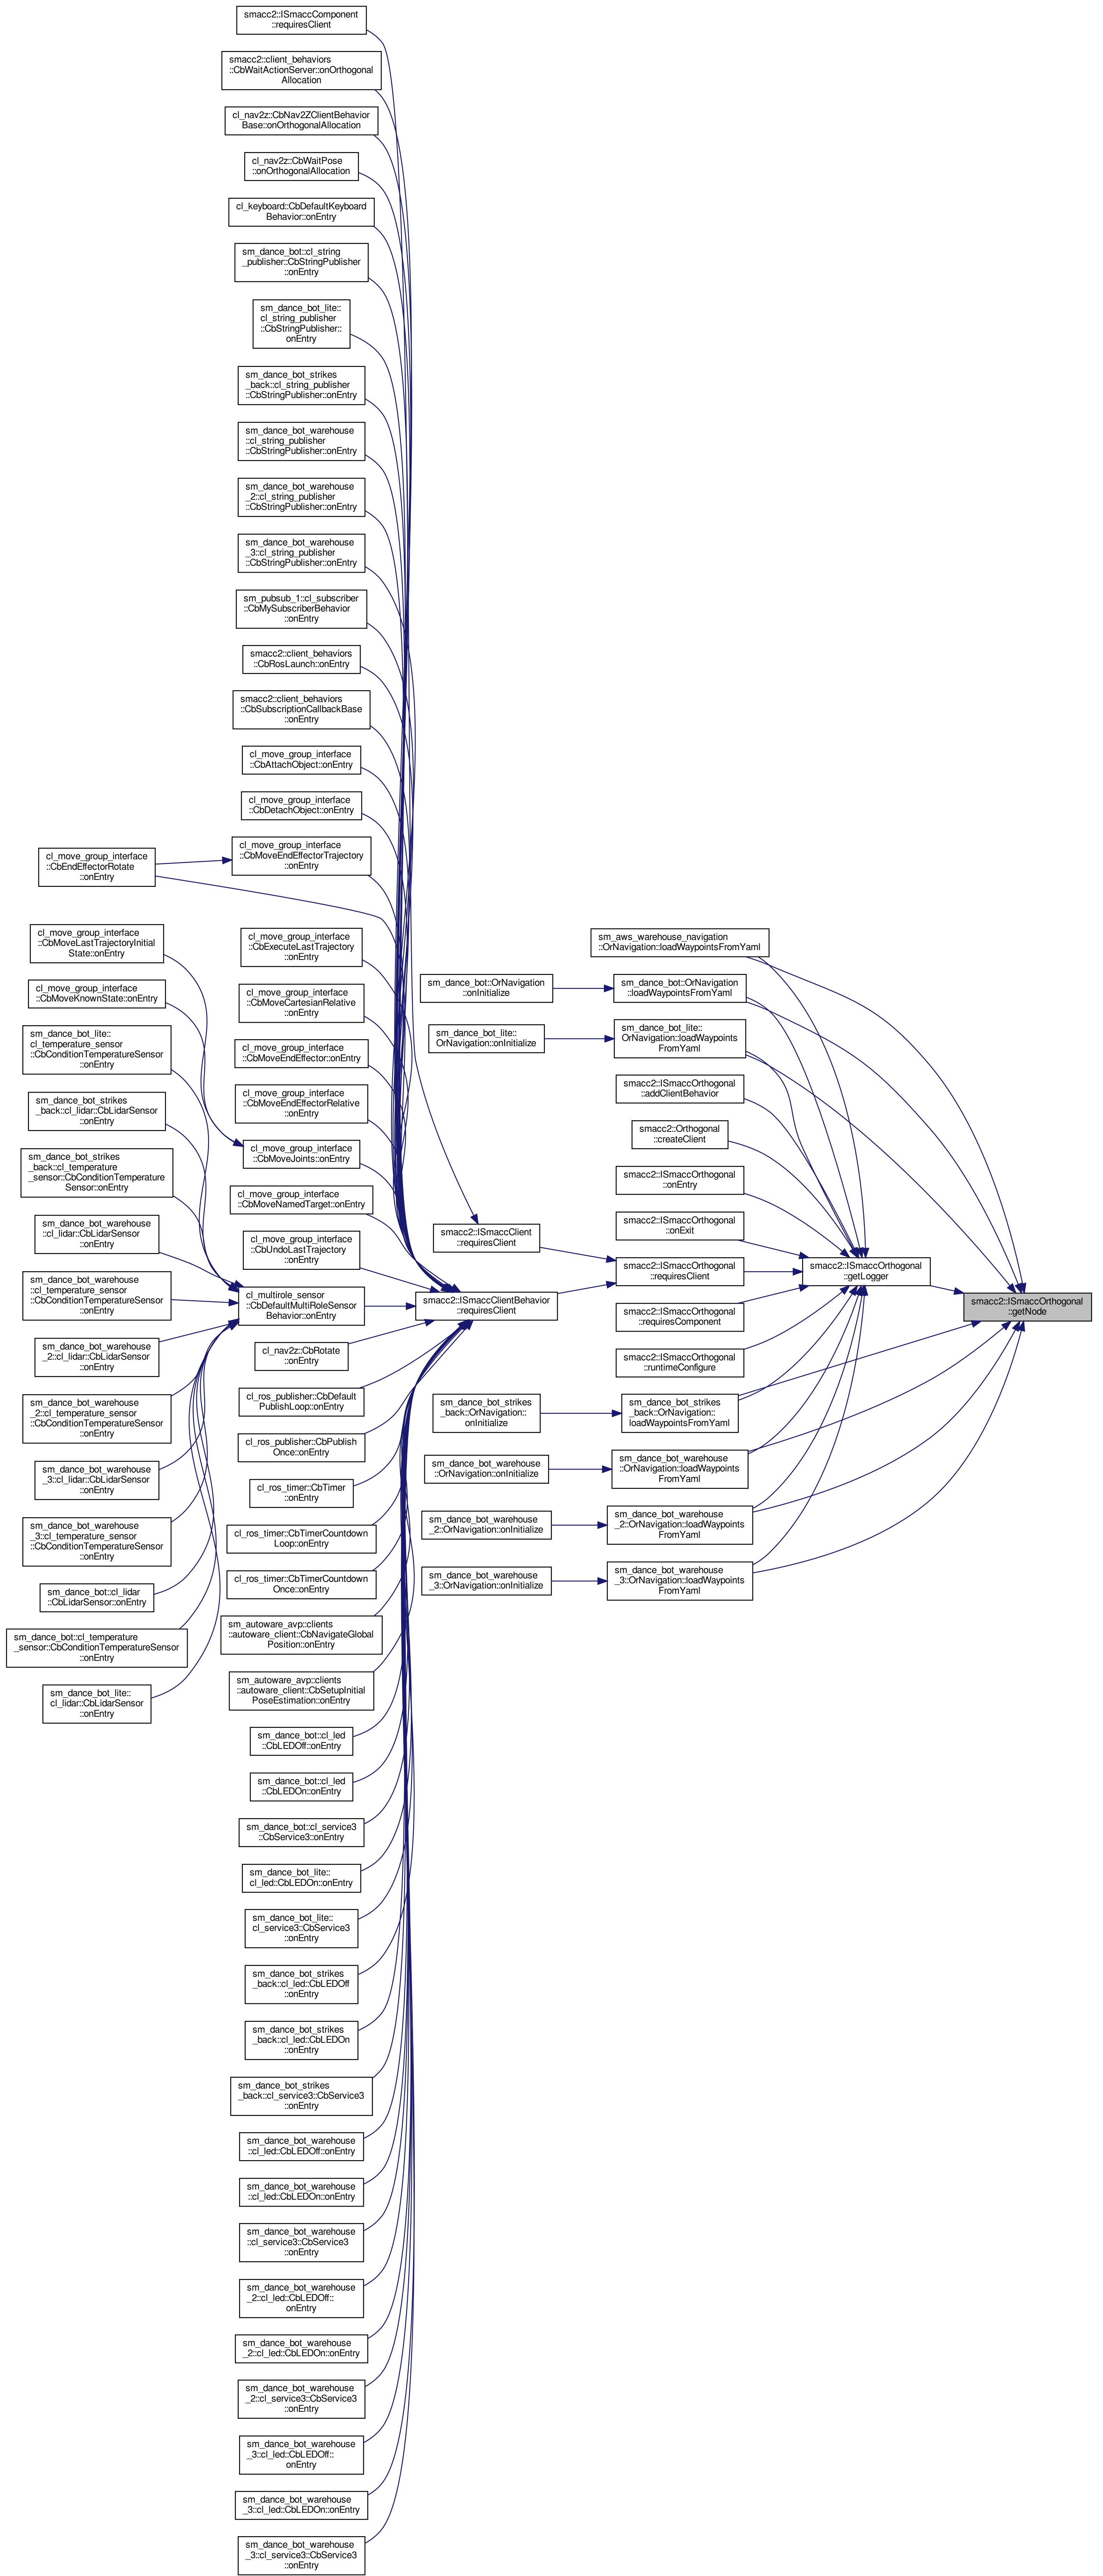 smacc2::ISmaccComponent
::requiresClient
smacc2::client_behaviors
::CbWaitActionServer::onOrthogonal
Allocation
cl_nav2z::CbNav2ZClientBehavior
Base::onOrthogonalAllocation
cl_nav2z::CbWaitPose
::onOrthogonalAllocation
cl_keyboard::CbDefaultKeyboard
Behavior::onEntry
sm_dance_bot::cl_string
_publisher::CbStringPublisher
::onEntry
sm_dance_bot_lite::
cl_string_publisher
::CbStringPublisher::
onEntry
sm_dance_bot_strikes
_back::cl_string_publisher
::CbStringPublisher::onEntry
sm_dance_bot_warehouse
::cl_string_publisher
::CbStringPublisher::onEntry
sm_dance_bot_warehouse
_2::cl_string_publisher
::CbStringPublisher::onEntry
sm_dance_bot_warehouse
_3::cl_string_publisher
::CbStringPublisher::onEntry
sm_pubsub_1::cl_subscriber
::CbMySubscriberBehavior
::onEntry
smacc2::client_behaviors
::CbRosLaunch::onEntry
smacc2::client_behaviors
::CbSubscriptionCallbackBase
::onEntry
cl_move_group_interface
::CbAttachObject::onEntry
cl_move_group_interface
::CbDetachObject::onEntry
cl_move_group_interface
::CbMoveEndEffectorTrajectory
::onEntry
cl_move_group_interface
::CbExecuteLastTrajectory
::onEntry
cl_move_group_interface
::CbMoveCartesianRelative
::onEntry
cl_move_group_interface
::CbMoveEndEffector::onEntry
cl_move_group_interface
::CbMoveEndEffectorRelative
::onEntry
cl_move_group_interface
::CbMoveJoints::onEntry
cl_move_group_interface
::CbMoveNamedTarget::onEntry
cl_move_group_interface
::CbUndoLastTrajectory
::onEntry
cl_multirole_sensor
::CbDefaultMultiRoleSensor
Behavior::onEntry
cl_nav2z::CbRotate
::onEntry
cl_ros_publisher::CbDefault
PublishLoop::onEntry
cl_ros_publisher::CbPublish
Once::onEntry
cl_ros_timer::CbTimer
::onEntry
cl_ros_timer::CbTimerCountdown
Loop::onEntry
cl_ros_timer::CbTimerCountdown
Once::onEntry
sm_autoware_avp::clients
::autoware_client::CbNavigateGlobal
Position::onEntry
sm_autoware_avp::clients
::autoware_client::CbSetupInitial
PoseEstimation::onEntry
sm_dance_bot::cl_led
::CbLEDOff::onEntry
sm_dance_bot::cl_led
::CbLEDOn::onEntry
sm_dance_bot::cl_service3
::CbService3::onEntry
sm_dance_bot_lite::
cl_led::CbLEDOn::onEntry
sm_dance_bot_lite::
cl_service3::CbService3
::onEntry
sm_dance_bot_strikes
_back::cl_led::CbLEDOff
::onEntry
sm_dance_bot_strikes
_back::cl_led::CbLEDOn
::onEntry
sm_dance_bot_strikes
_back::cl_service3::CbService3
::onEntry
sm_dance_bot_warehouse
::cl_led::CbLEDOff::onEntry
sm_dance_bot_warehouse
::cl_led::CbLEDOn::onEntry
sm_dance_bot_warehouse
::cl_service3::CbService3
::onEntry
sm_dance_bot_warehouse
_2::cl_led::CbLEDOff::
onEntry
sm_dance_bot_warehouse
_2::cl_led::CbLEDOn::onEntry
sm_dance_bot_warehouse
_2::cl_service3::CbService3
::onEntry
sm_dance_bot_warehouse
_3::cl_led::CbLEDOff::
onEntry
sm_dance_bot_warehouse
_3::cl_led::CbLEDOn::onEntry
sm_dance_bot_warehouse
_3::cl_service3::CbService3
::onEntry
cl_move_group_interface
::CbEndEffectorRotate
::onEntry
cl_move_group_interface
::CbMoveLastTrajectoryInitial
State::onEntry
cl_move_group_interface
::CbMoveKnownState::onEntry
sm_dance_bot_lite::
cl_temperature_sensor
::CbConditionTemperatureSensor
::onEntry
sm_dance_bot_strikes
_back::cl_lidar::CbLidarSensor
::onEntry
sm_dance_bot_strikes
_back::cl_temperature
_sensor::CbConditionTemperature
Sensor::onEntry
sm_dance_bot_warehouse
::cl_lidar::CbLidarSensor
::onEntry
sm_dance_bot_warehouse
::cl_temperature_sensor
::CbConditionTemperatureSensor
::onEntry
sm_dance_bot_warehouse
_2::cl_lidar::CbLidarSensor
::onEntry
sm_dance_bot_warehouse
_2::cl_temperature_sensor
::CbConditionTemperatureSensor
::onEntry
sm_dance_bot_warehouse
_3::cl_lidar::CbLidarSensor
::onEntry
sm_dance_bot_warehouse
_3::cl_temperature_sensor
::CbConditionTemperatureSensor
::onEntry
sm_dance_bot::cl_lidar
::CbLidarSensor::onEntry
sm_dance_bot::cl_temperature
_sensor::CbConditionTemperatureSensor
::onEntry
sm_dance_bot_lite::
cl_lidar::CbLidarSensor
::onEntry
sm_dance_bot::OrNavigation
::onInitialize
sm_dance_bot_lite::
OrNavigation::onInitialize
smacc2::ISmaccClient
::requiresClient
smacc2::ISmaccClientBehavior
::requiresClient
sm_dance_bot_strikes
_back::OrNavigation::
onInitialize
sm_dance_bot_warehouse
::OrNavigation::onInitialize
sm_dance_bot_warehouse
_2::OrNavigation::onInitialize
sm_dance_bot_warehouse
_3::OrNavigation::onInitialize
sm_aws_warehouse_navigation
::OrNavigation::loadWaypointsFromYaml
sm_dance_bot::OrNavigation
::loadWaypointsFromYaml
sm_dance_bot_lite::
OrNavigation::loadWaypoints
FromYaml
smacc2::ISmaccOrthogonal
::addClientBehavior
smacc2::Orthogonal
::createClient
smacc2::ISmaccOrthogonal
::onEntry
smacc2::ISmaccOrthogonal
::onExit
smacc2::ISmaccOrthogonal
::requiresClient
smacc2::ISmaccOrthogonal
::requiresComponent
smacc2::ISmaccOrthogonal
::runtimeConfigure
sm_dance_bot_strikes
_back::OrNavigation::
loadWaypointsFromYaml
sm_dance_bot_warehouse
::OrNavigation::loadWaypoints
FromYaml
sm_dance_bot_warehouse
_2::OrNavigation::loadWaypoints
FromYaml
sm_dance_bot_warehouse
_3::OrNavigation::loadWaypoints
FromYaml
smacc2::ISmaccOrthogonal
::getLogger
smacc2::ISmaccOrthogonal
::getNode